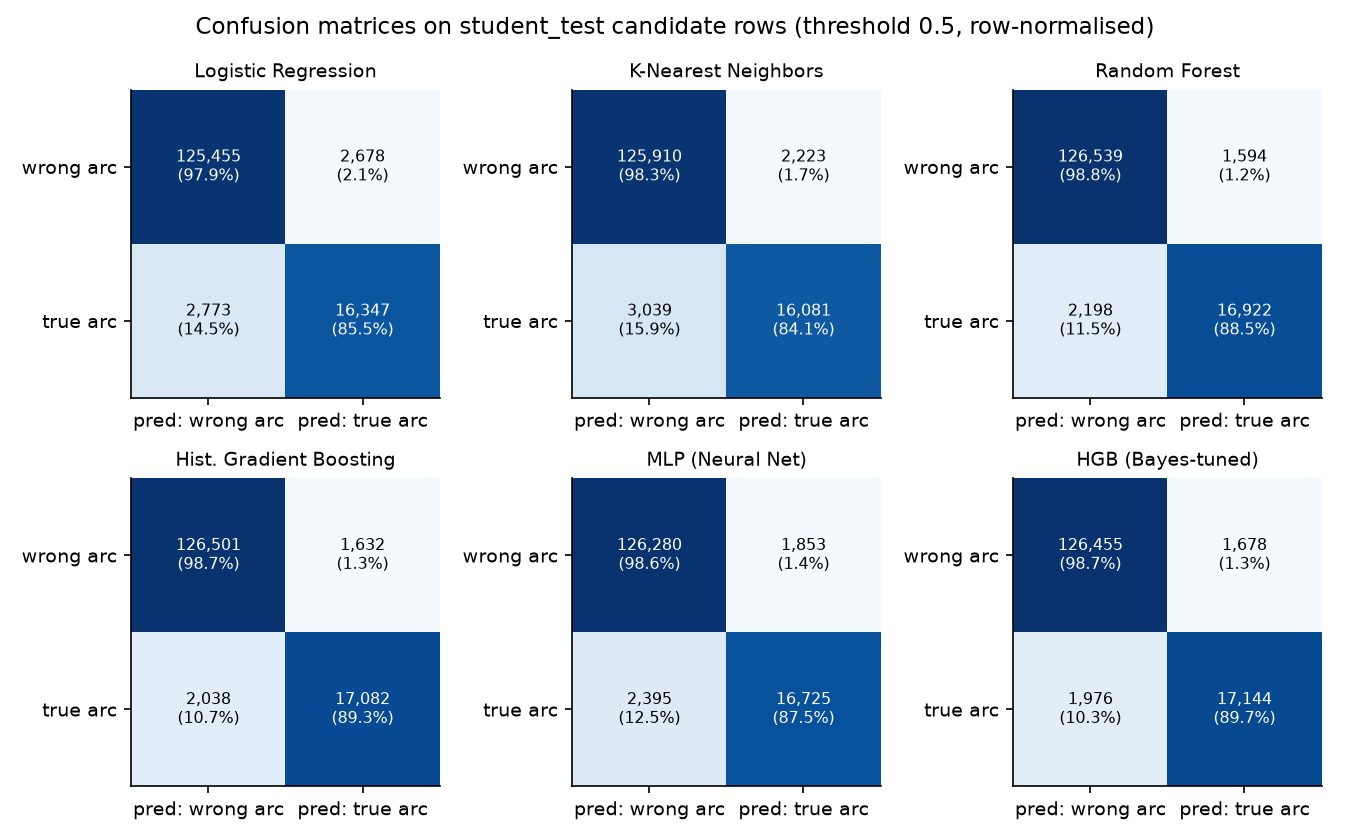 Confusion matrices on student_test candidate rows (threshold 0.5, row-normalised)
Logistic Regression
wrong arc
125,455
(97.9%)
2,678
(2.1%)
true arc
2,773
(14.5%)
16,347
(85.5%)
pred: wrong arc
pred: true arc
K-Nearest Neighbors
wrong arc
125,910
(98.3%)
2,223
(1.7%)
true arc
3,039
(15.9%)
16,081
(84.1%)
pred: wrong arc
pred: true arc
Random Forest
wrong arc
126,539
(98.8%)
1,594
(1.2%)
true arc
2,198
(11.5%)
16,922
(88.5%)
pred: wrong arc
pred: true arc
Hist. Gradient Boosting
wrong arc
126,501
(98.7%)
1,632
(1.3%)
true arc
2,038
(10.7%)
17,082
(89.3%)
pred: wrong arc
pred: true arc
MLP (Neural Net)
wrong arc
126,280
(98.6%)
1,853
(1.4%)
true arc
2,395
(12.5%)
16,725
(87.5%)
pred: wrong arc
pred: true arc
HGB (Bayes-tuned)
wrong arc
126,455
(98.7%)
1,678
(1.3%)
true arc
1,976
(10.3%)
17,144
(89.7%)
pred: wrong arc
pred: true arc